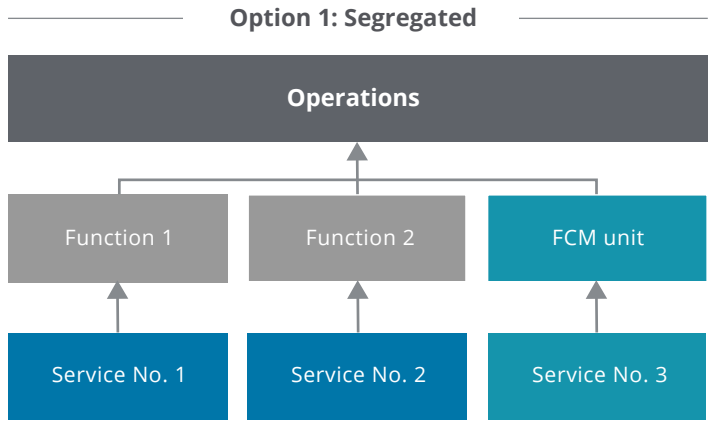 Option 1: Segregated
Operations
Function 1
Function 2
FCM unit
Service No. 1
Service No. 2
Service No. 3